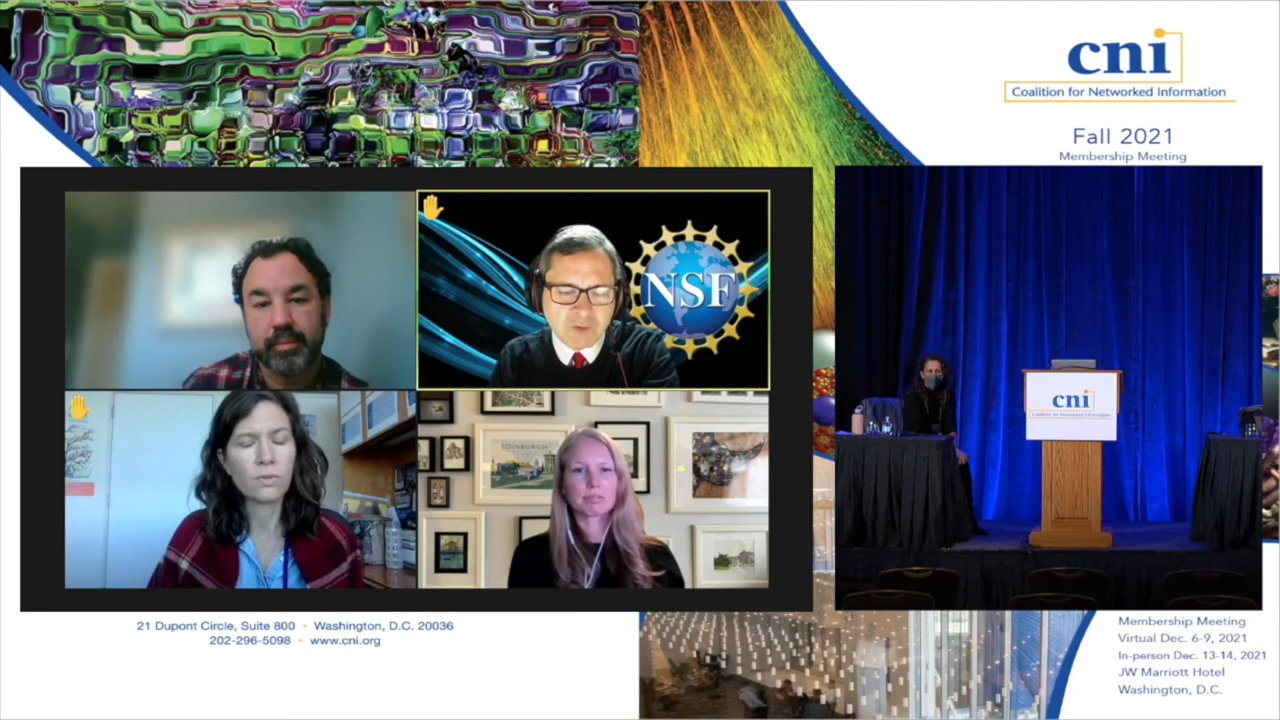 cni
Coalition for Networked Information
Fall 2021
Membership Meeting
NSF
EDINBURGH
cni
Coalition for Networked Information
21 Dupont Circle, Suite 800 • Washington, D.C. 20036
202-296-5098 • www.cni.org
Membership Meeting
Virtual Dec. 6-9, 2021
In-person Dec. 13-14, 2021
JW Marriott Hotel
Washington, D.C.